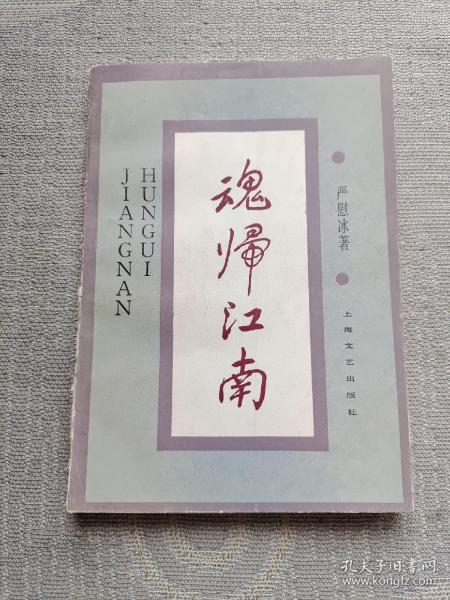 魂歸江南
HUNGUI
JIANGNAN
严慰冰著
上海文艺出版社
孔夫子旧书网
www.kongfz.com